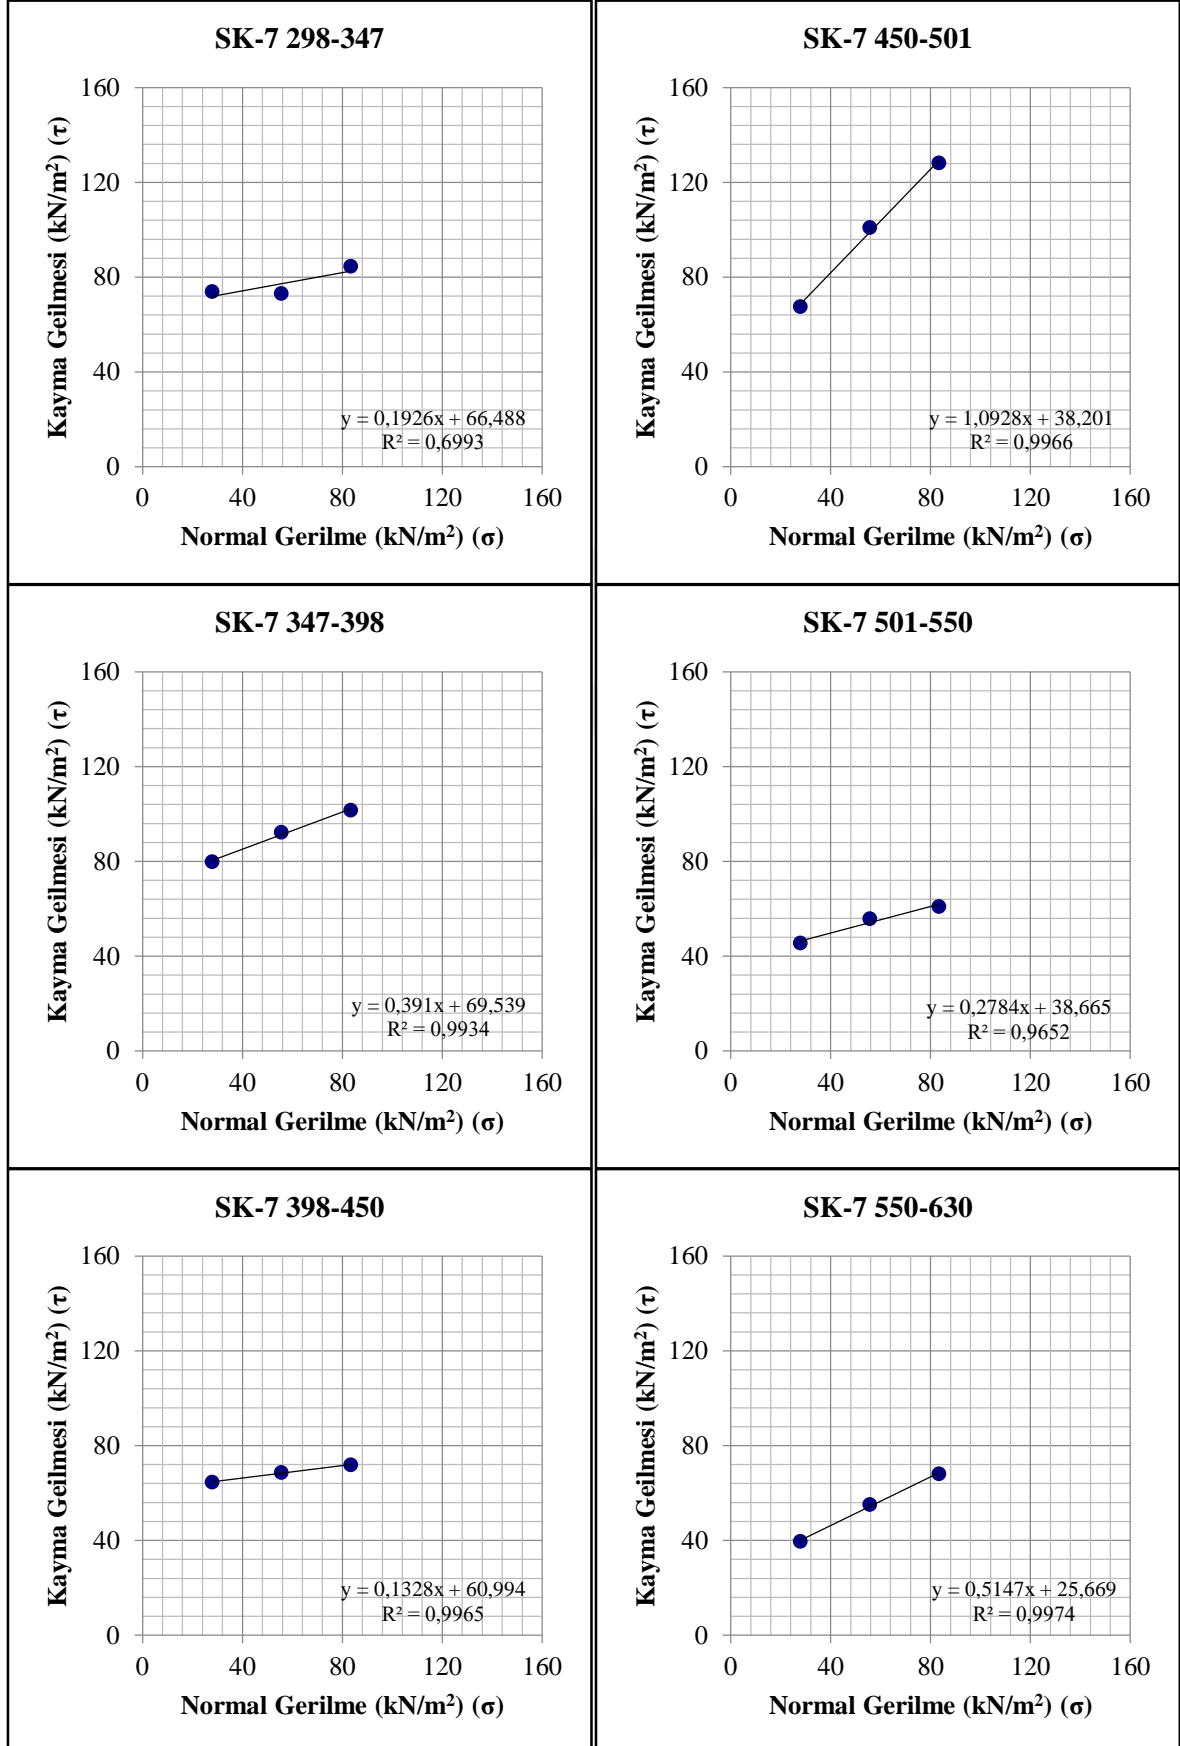 SK-7 298-347
160
120
80
40
0
0 40 80 120 160
Kayma Geilmesi (kN/m²) (τ)
Normal Gerilme (kN/m²) (σ)
y = 0,1926x + 66,488
R² = 0,6993
SK-7 450-501
160
120
80
40
0
0 40 80 120 160
Kayma Geilmesi (kN/m²) (τ)
Normal Gerilme (kN/m²) (σ)
y = 1,0928x + 38,201
R² = 0,9966
SK-7 347-398
160
120
80
40
0
0 40 80 120 160
Kayma Geilmesi (kN/m²) (τ)
Normal Gerilme (kN/m²) (σ)
y = 0,391x + 69,539
R² = 0,9934
SK-7 501-550
160
120
80
40
0
0 40 80 120 160
Kayma Geilmesi (kN/m²) (τ)
Normal Gerilme (kN/m²) (σ)
y = 0,2784x + 38,665
R² = 0,9652
SK-7 398-450
160
120
80
40
0
0 40 80 120 160
Kayma Geilmesi (kN/m²) (τ)
Normal Gerilme (kN/m²) (σ)
y = 0,1328x + 60,994
R² = 0,9965
SK-7 550-630
160
120
80
40
0
0 40 80 120 160
Kayma Geilmesi (kN/m²) (τ)
Normal Gerilme (kN/m²) (σ)
y = 0,5147x + 25,669
R² = 0,9974